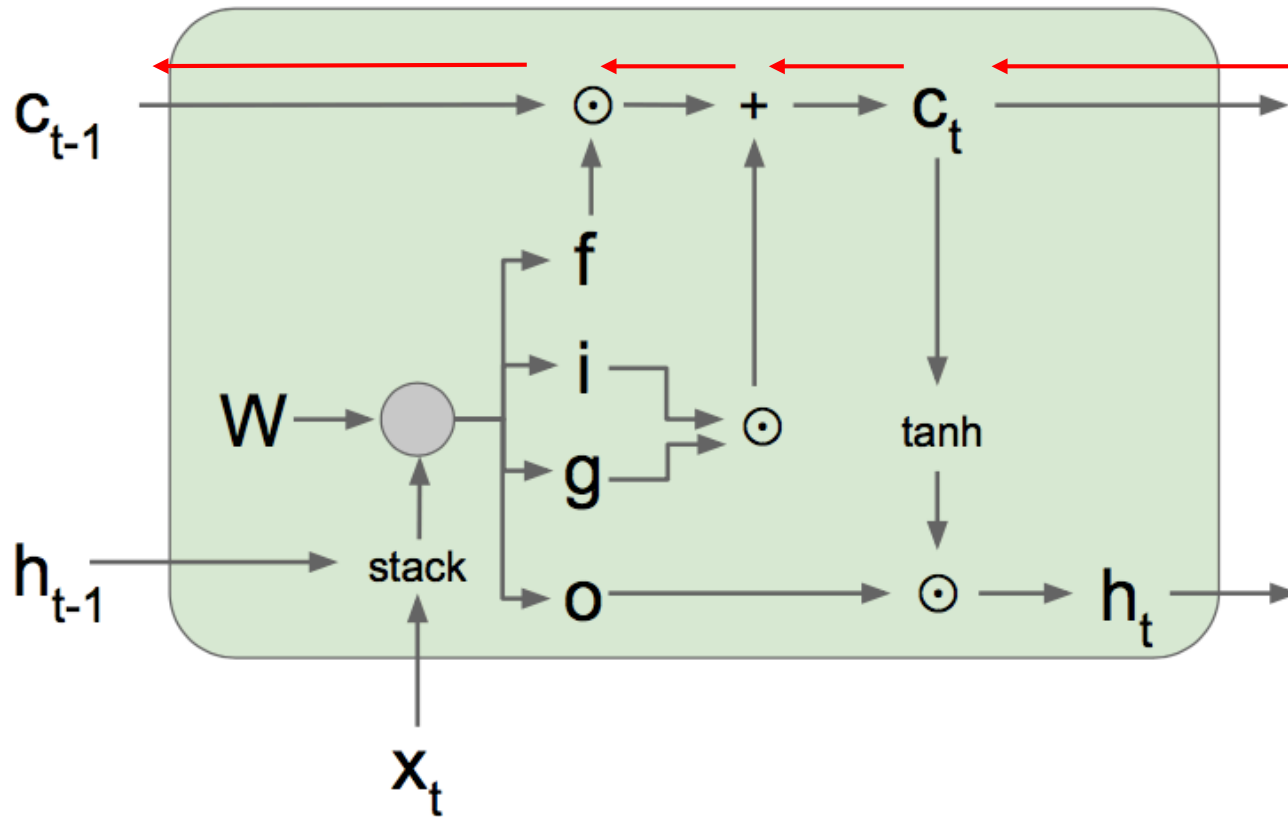 c_{t-1} ⊙ + c_t
f
i
W ⊙ tanh
g
h_{t-1} stack
o ⊙ h_t
x_t